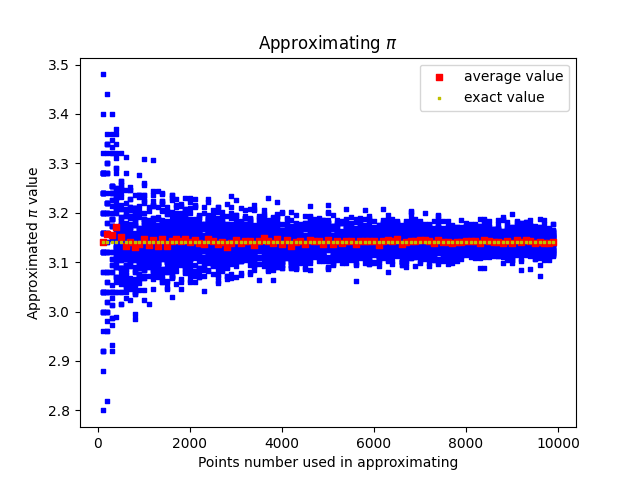 Approximating π
3.5
3.4
3.3
3.2
3.1
3.0
2.9
2.8
Approximated π value
average value
exact value
0 2000 4000 6000 8000 10000
Points number used in approximating